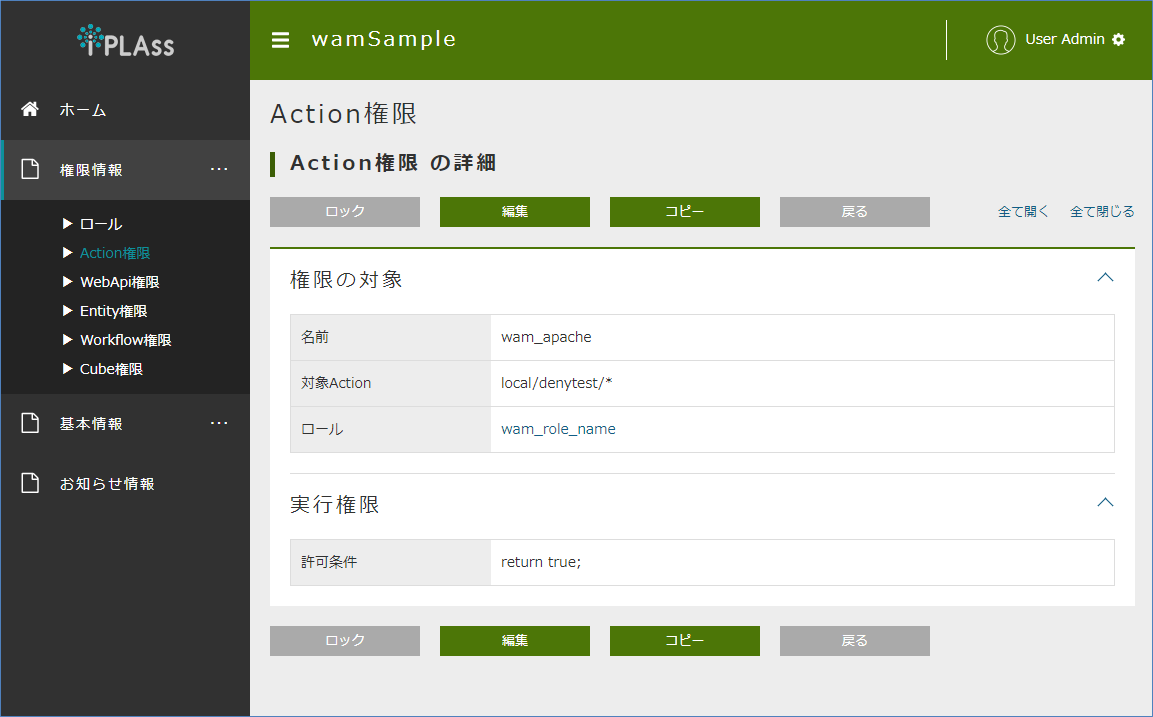 iPLAss
wamSample
User Admin
ホーム
権限情報 ...
▶ ロール
▶ Action権限
▶ WebApi権限
▶ Entity権限
▶ Workflow権限
▶ Cube権限
基本情報 ...
お知らせ情報
Action権限
Action権限 の詳細
ロック 編集 コピー 戻る 全て開く 全て閉じる
権限の対象
名前 wam_apache
対象Action local/denytest/*
ロール wam_role_name
実行権限
許可条件 return true;
ロック 編集 コピー 戻る